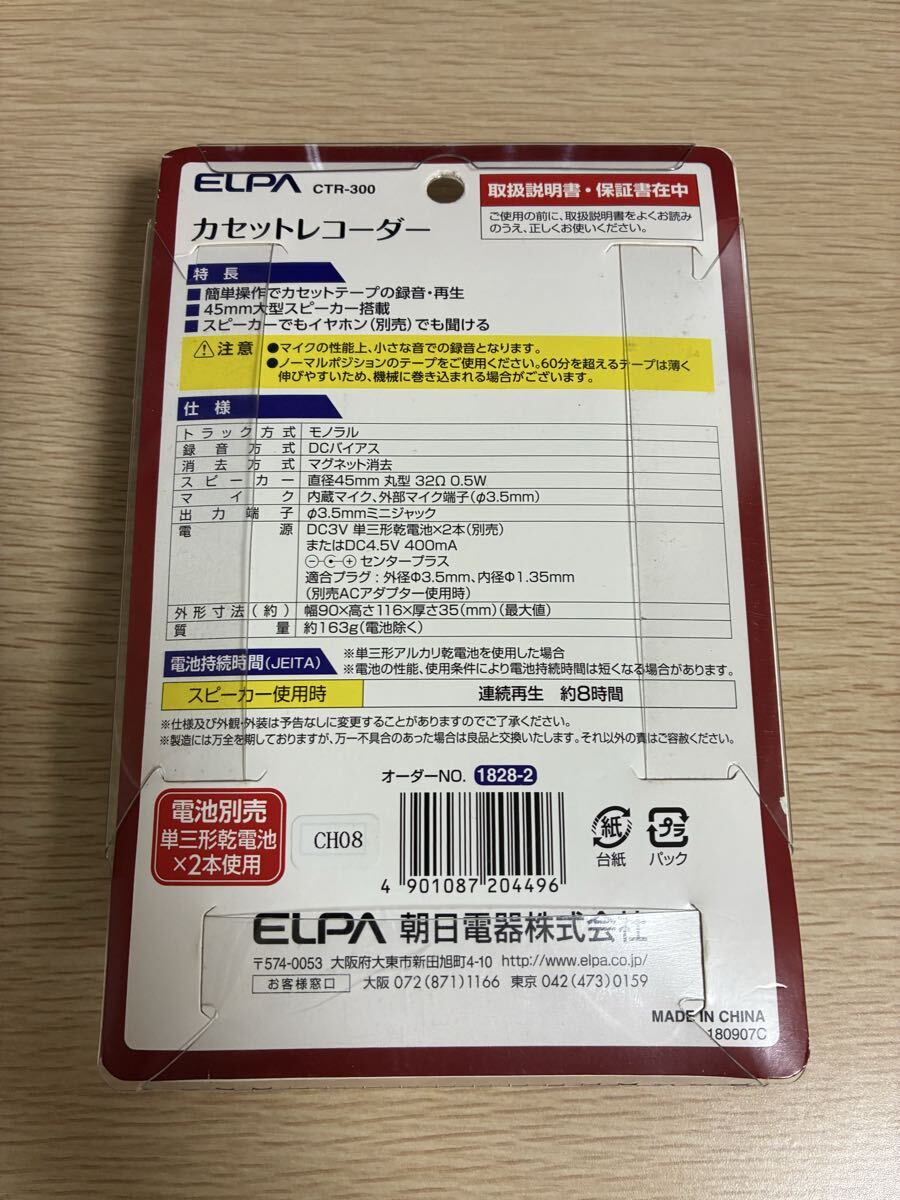 ELPA CTR-300
取扱説明書・保証書在中
ご使用の前に、取扱説明書をよくお読み
のうえ、正しくお使いください。
カセットレコーダー
特長
■簡単操作でカセットテープの録音・再生
■45mm大型スピーカー搭載
■スピーカーでもイヤホン(別売)でも聞ける
⚠注意
●マイクの性能上、小さな音での録音となります。
●ノーマルポジションのテープをご使用ください。60分を超えるテープは薄く
伸びやすいため、機械に巻き込まれる場合がございます。
仕様
トラック方式 モノラル
録音方式 DCバイアス
消去方式 マグネット消去
スピーカー 直径45mm 丸型 32Ω 0.5W
マイク 内蔵マイク、外部マイク端子(φ3.5mm)
出力端子 φ3.5mmミニジャック
電源 DC3V 単三形乾電池×2本(別売)
またはDC4.5V 400mA
⊖-⊙-⊕ センタープラス
適合プラグ:外径Φ3.5mm、内径Φ1.35mm
(別売ACアダプター使用時)
外形寸法(約) 幅90×高さ116×厚さ35(mm)(最大値)
質量 約163g(電池除く)
電池持続時間(JEITA)
※単三形アルカリ乾電池を使用した場合
※電池の性能、使用条件により電池持続時間は短くなる場合があります。
スピーカー使用時 連続再生 約8時間
※仕様及び外観・外装は予告なしに変更することがありますのでご了承ください。
※製造には万全を期しておりますが、万一不具合のあった場合は良品と交換いたします。それ以外の責はご容赦ください。
オーダーNO. 1828-2
電池別売
単三形乾電池
×2本使用
CH08
4 901087 204496
紙
台紙
プラ
パック
ELPA 朝日電器株式会社
〒574-0053 大阪府大東市新田旭町4-10 http://www.elpa.co.jp/
お客様窓口 大阪 072(871)1166 東京 042(473)0159
MADE IN CHINA
180907C